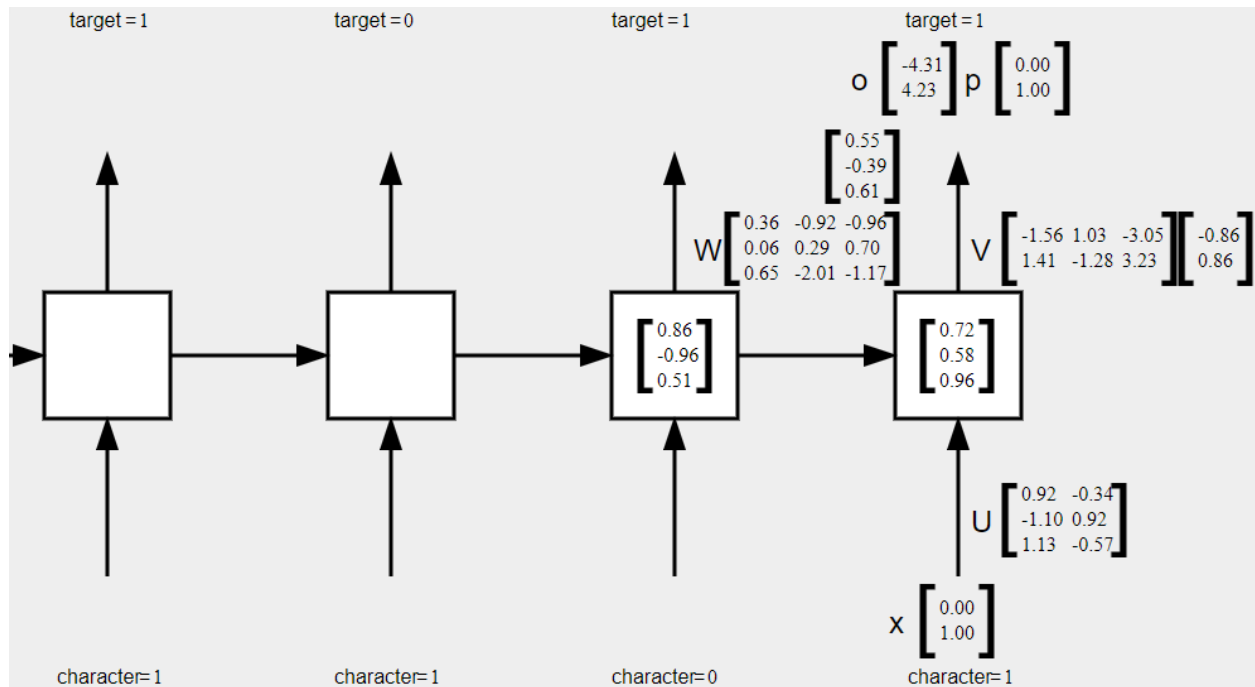 target = 1 target = 0 target = 1 target = 1
o -4.31 p 0.00
4.23 1.00
0.55
-0.39
0.61
W 0.36 -0.92 -0.96
0.06 0.29 0.70
0.65 -2.01 -1.17
V -1.56 1.03 -3.05 -0.86
1.41 -1.28 3.23 0.86
0.86
-0.96
0.51
0.72
0.58
0.96
U 0.92 -0.34
-1.10 0.92
1.13 -0.57
x 0.00
1.00
character= 1 character= 1 character= 0 character= 1